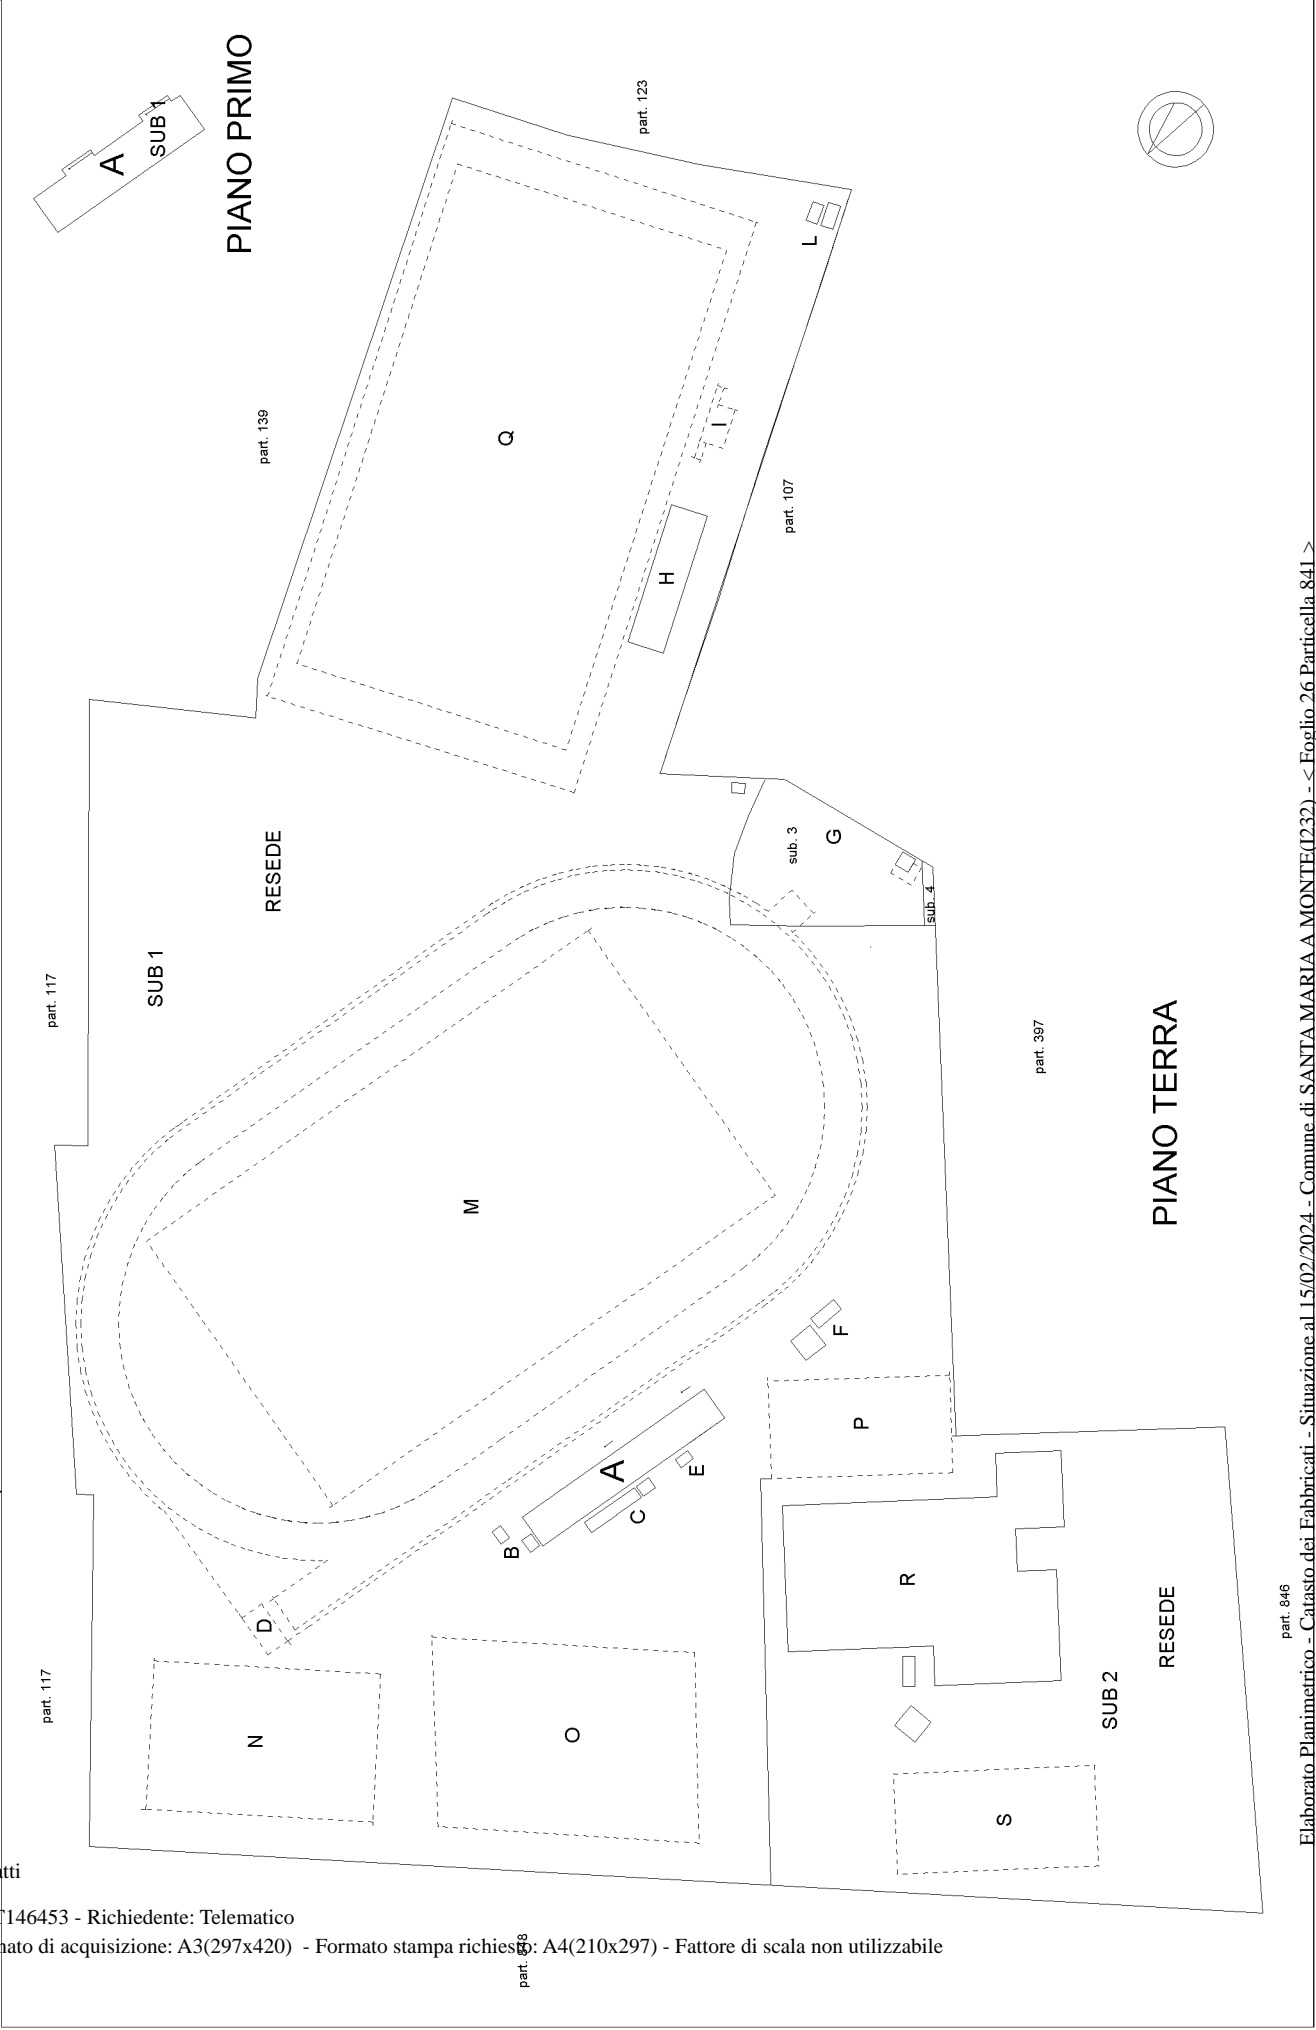 PIANO PRIMO
A
SUB 1
part. 123
part. 139
Q
L
I
part. 107
H
RESEDE
SUB 1
part. 117
sub. 3
G
sub. 4
part. 397
PIANO TERRA
M
F
P
A
E
C
B
D
N
O
part. 117
R
RESEDE
SUB 2
S
part. 846
part. 848
146453 - Richiedente: Telematico
di acquisizione: A3(297x420) - Formato stampa richiesto: A4(210x297) - Fattore di scala non utilizzabile
Elaborato Planimetrico - Catasto dei Fabbricati - Situazione al 15/02/2024 - Comune di SANTA MARIA A MONTE(I232) - < Foglio 26 Particella 841 >